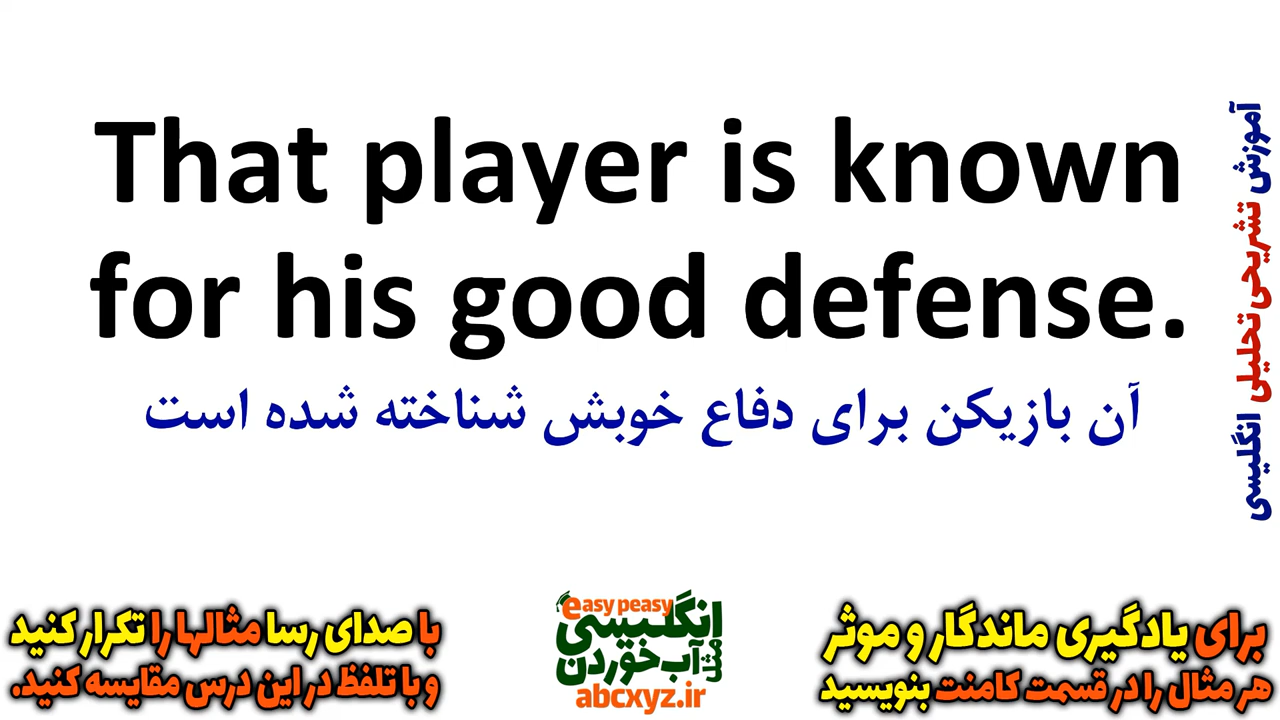 That player is known
for his good defense.
آن بازیکن برای دفاع خوبش شناخته شده است
آموزش تشریحی تحلیلی انگلیسی
برای یادگیری ماندگار و موثر
هر مثال را در قسمت کامنت بنویسید
easy peasy
انگلیسی
مثل آب خوردن
abcxyz.ir
با صدای رسا مثالها را تکرار کنید
و با تلفظ در این درس مقایسه کنید.